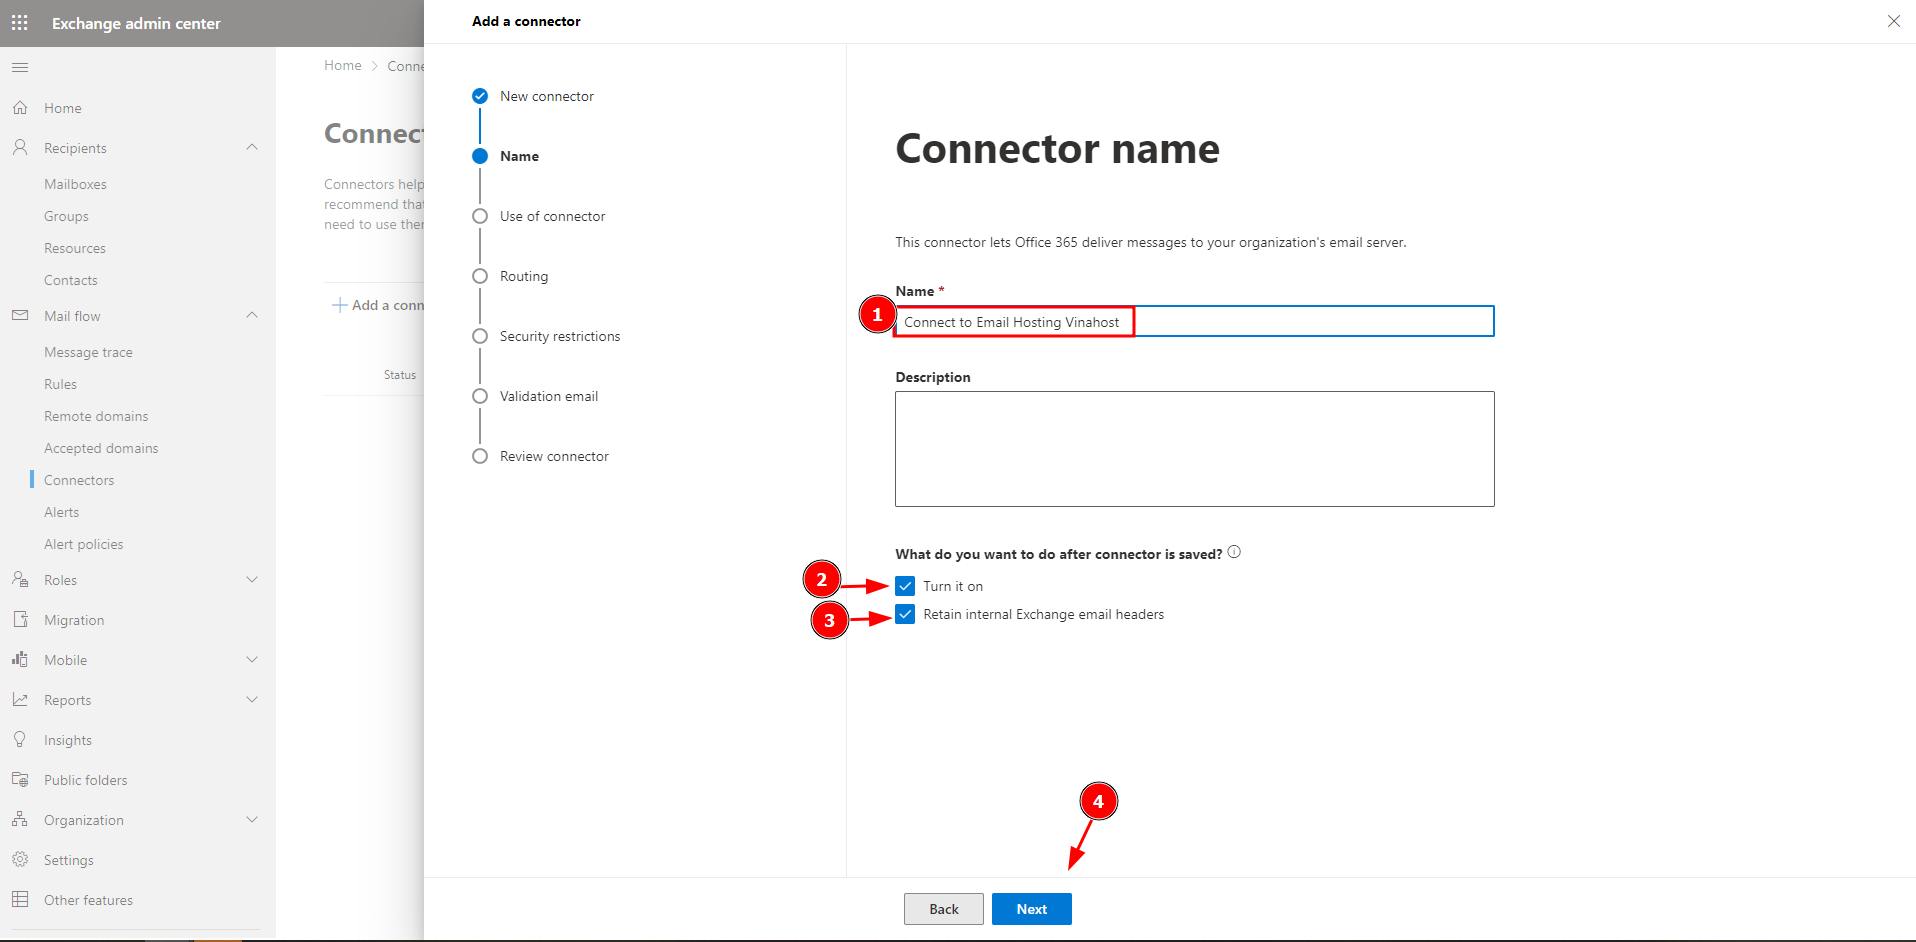 Exchange admin center
Home
Recipients
Mailboxes
Groups
Resources
Contacts
Mail flow
Message trace
Rules
Remote domains
Accepted domains
Connectors
Alerts
Alert policies
Roles
Migration
Mobile
Reports
Insights
Public folders
Organization
Settings
Other features
Home > Conne
Connect
Connectors help
recommend that
need to use ther
Add a conn
Status
Add a connector
New connector
Name
Use of connector
Routing
Security restrictions
Validation email
Review connector
Connector name
This connector lets Office 365 deliver messages to your organization's email server.
Name *
1
Connect to Email Hosting Vinahost
Description
What do you want to do after connector is saved?
2
Turn it on
3
Retain internal Exchange email headers
4
Back
Next